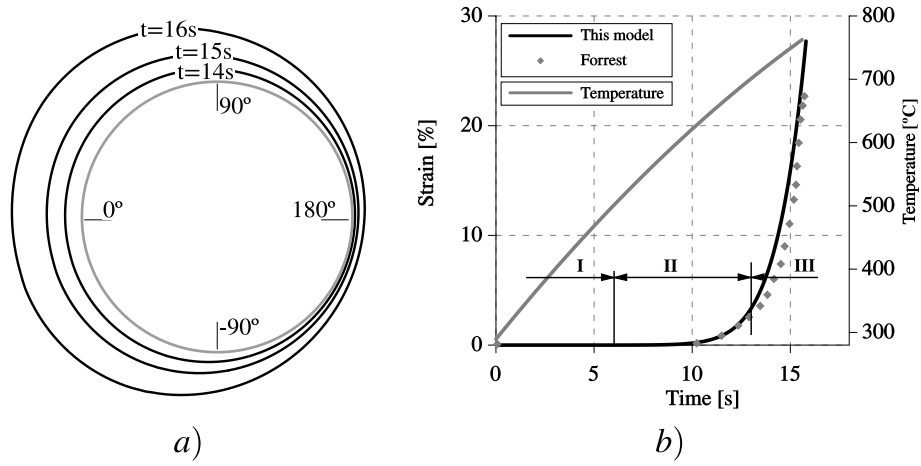 t=16s
t=15s
t=14s
90º
0º
180º
-90º
a)
30
20
10
0
Strain [%]
This model
Forrest
Temperature
I
II
III
800
700
600
500
400
300
Temperature [ºC]
0
5
10
15
Time [s]
b)